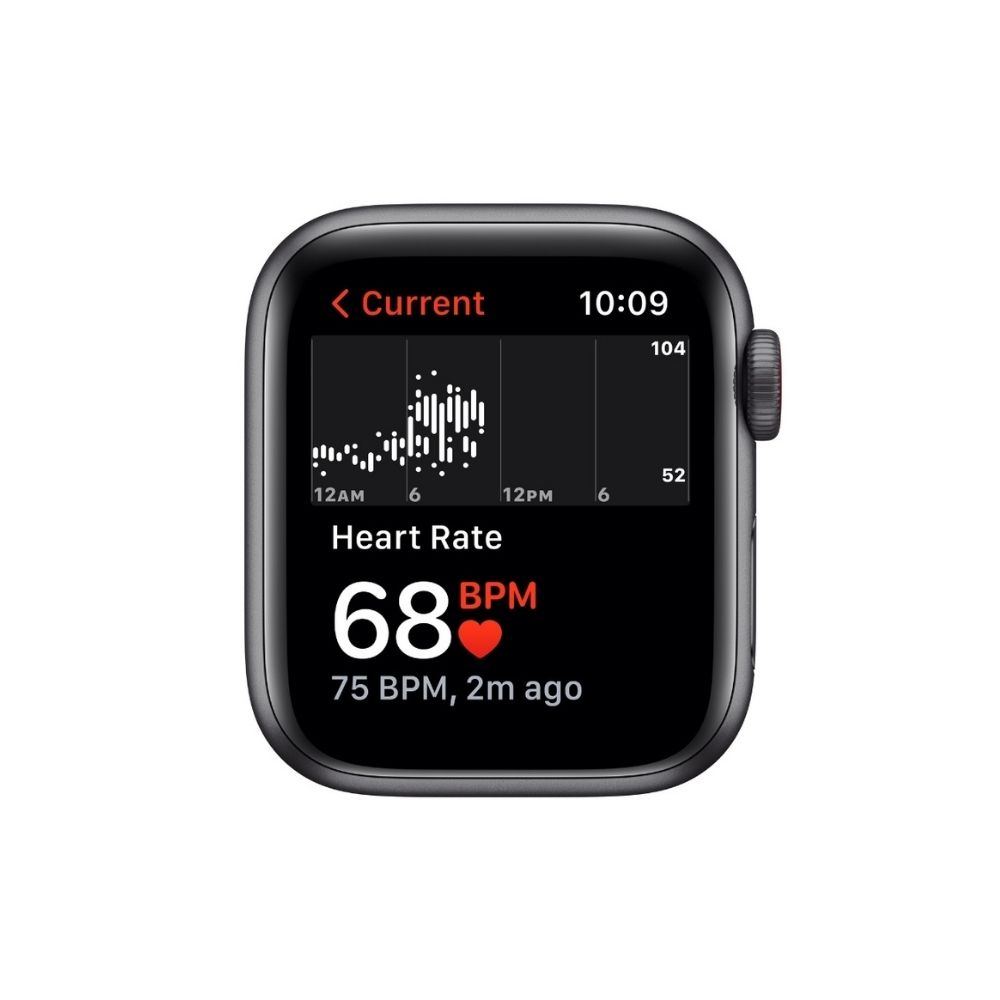 < Current 10:09
104
52
12AM 6 12PM 6
Heart Rate
68 BPM
75 BPM, 2m ago